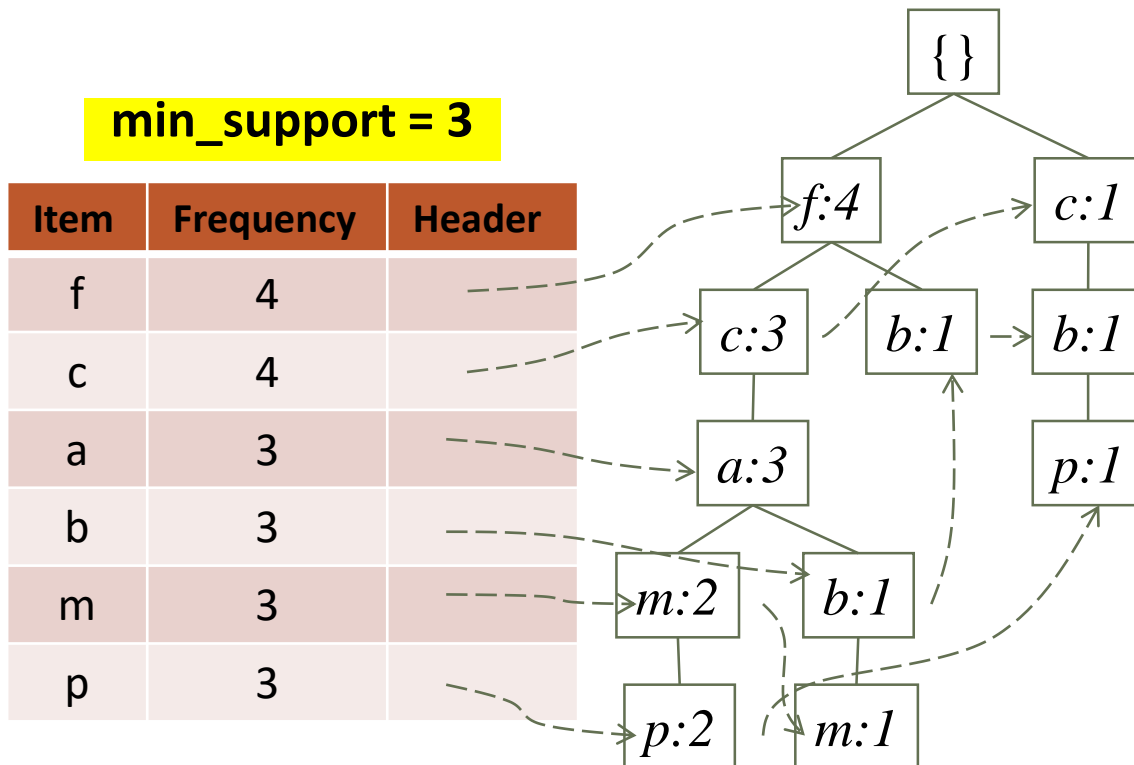 min_support = 3
Item Frequency Header
f 4
c 4
a 3
b 3
m 3
p 3
{}
f:4 c:1
c:3 b:1 b:1
a:3 p:1
m:2 b:1
p:2 m:1